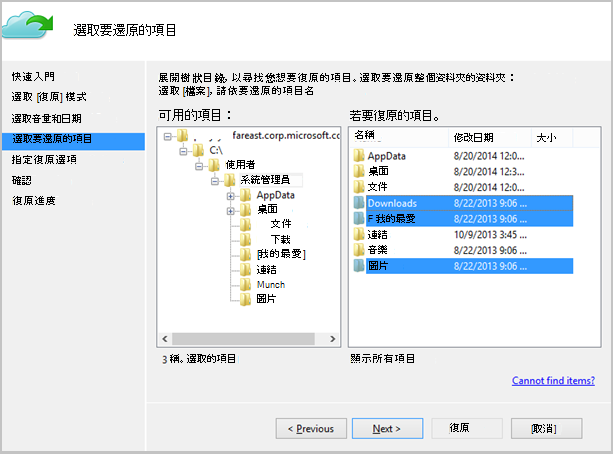 選取要還原的項目
快速入門
選取 [復原] 模式
選取音量和日期
選取要還原的項目
指定復原選項
確認
復原進度
展開樹狀目錄, 以尋找您想要復原的項目。選取要還原整個資料夾的資料夾：
選取 [檔案], 請依要還原的項目名
可用的項目：
fareast.corp.microsoft.cc
C:\
使用者
系統管理員
AppData
桌面
文件
下載
[我的最愛]
連結
Munch
圖片
3 稱。選取的項目
若要復原的項目。
名稱 修改日期 大小
AppData 8/20/2014 12:0...
桌面 8/20/2014 12:3...
文件 8/20/2014 12:0...
Downloads 8/22/2013 9:06 ...
F 我的最愛 8/22/2013 9:06 ...
連結 10/9/2013 3:45 ...
音樂 8/22/2013 9:06 ...
圖片 8/22/2013 9:06 ...
顯示所有項目
Cannot find items?
< Previous
Next >
復原
[取消]